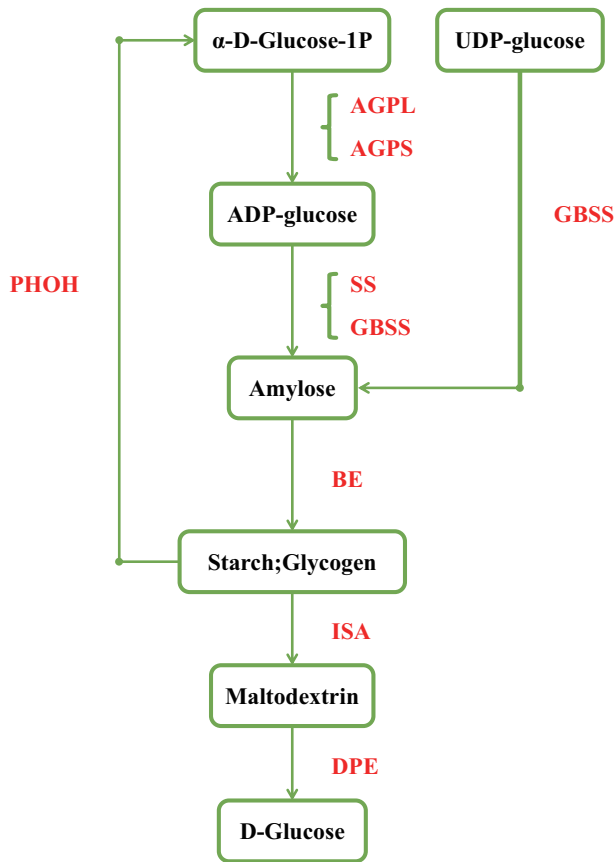 α-D-Glucose-1P
UDP-glucose
AGPL
AGPS
ADP-glucose
GBSS
PHOH
SS
GBSS
Amylose
BE
Starch;Glycogen
ISA
Maltodextrin
DPE
D-Glucose